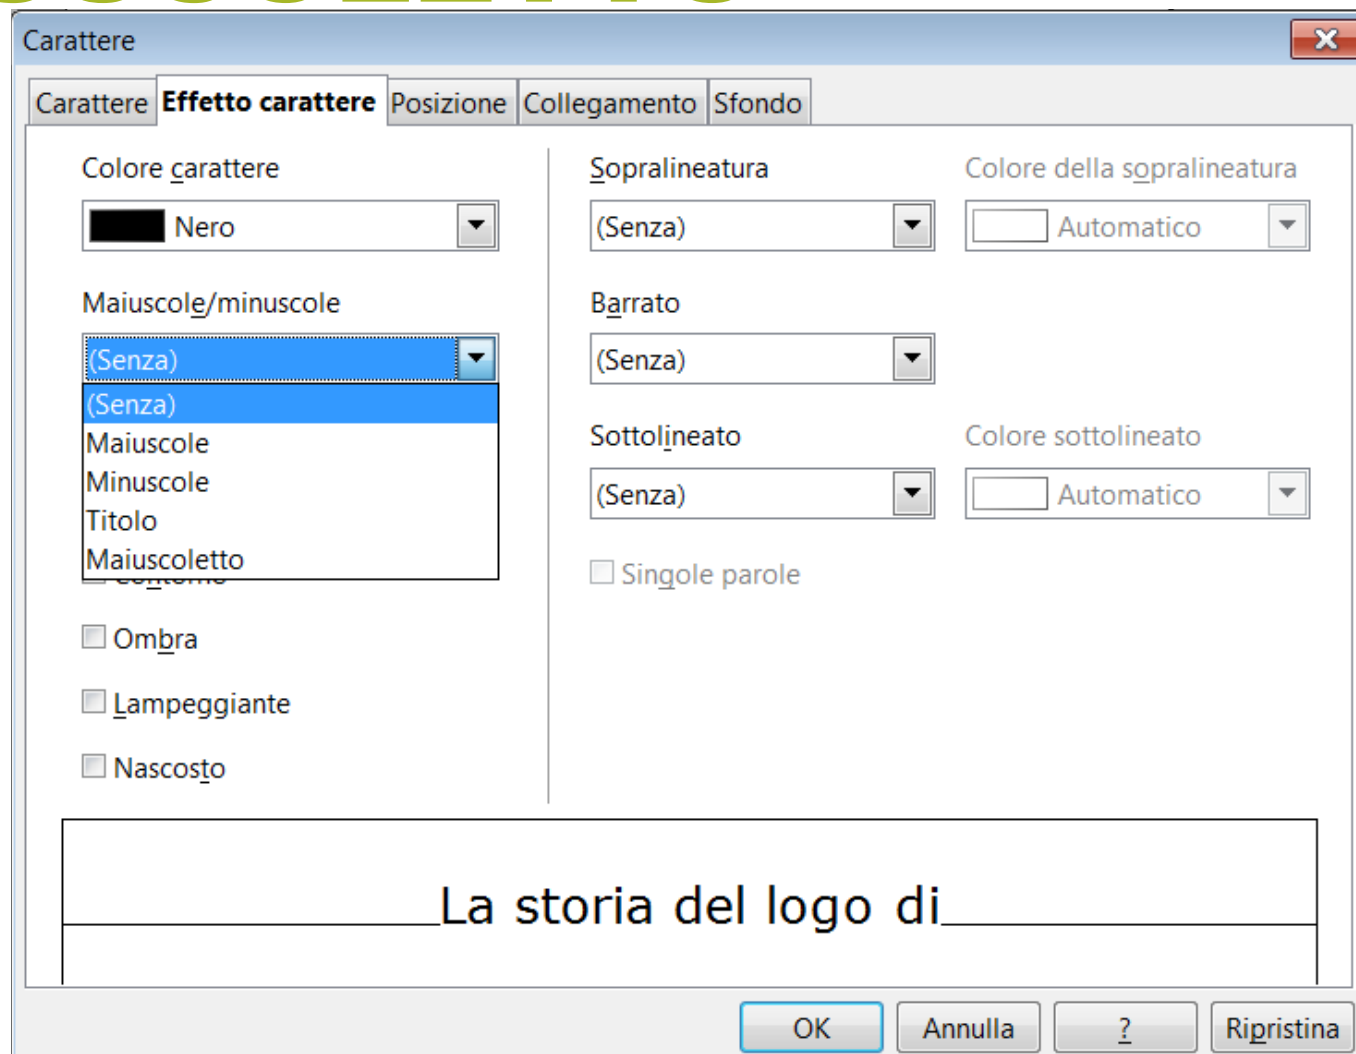 Carattere
Carattere Effetto carattere Posizione Collegamento Sfondo
Colore carattere
Nero
Maiuscole/minuscole
(Senza)
(Senza)
Maiuscole
Minuscole
Titolo
Maiuscoletto
Ombra
Lampeggiante
Nascosto
Sopralineatura
(Senza)
Colore della sopralineatura
Automatico
Barrato
(Senza)
Sottolineato
(Senza)
Colore sottolineato
Automatico
Singole parole
La storia del logo di
OK Annulla ? Ripristina